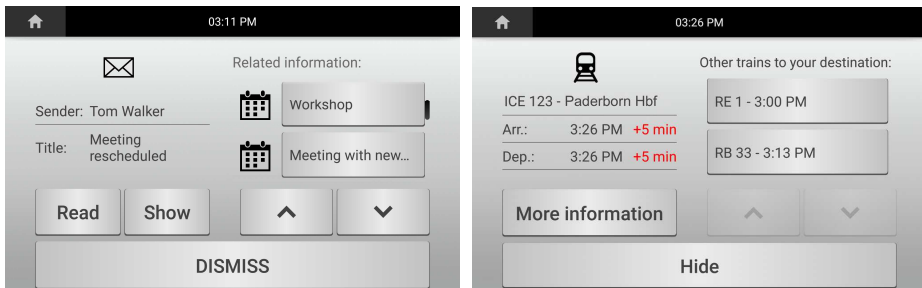 03:11 PM
Related information:
Sender: Tom Walker
Title: Meeting
rescheduled
Workshop
Meeting with new...
Read
Show
DISMISS
03:26 PM
ICE 123 - Paderborn Hbf
Arr.: 3:26 PM +5 min
Dep.: 3:26 PM +5 min
Other trains to your destination:
RE 1 - 3:00 PM
RB 33 - 3:13 PM
More information
Hide